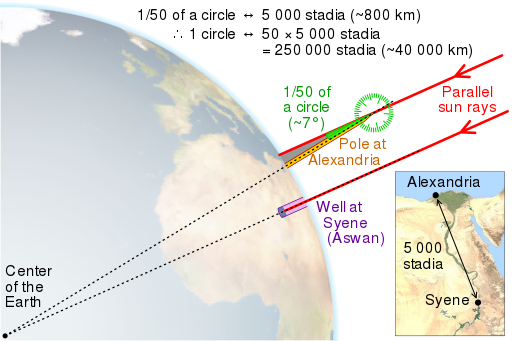 1/50 of a circle ↔ 5 000 stadia (~800 km)
∴ 1 circle ↔ 50 × 5 000 stadia
= 250 000 stadia (~40 000 km)
1/50 of
a circle
(~7°)
Parallel
sun rays
Pole at
Alexandria
Well at
Syene
(Aswan)
Center
of the
Earth
Alexandria
5 000
stadia
Syene